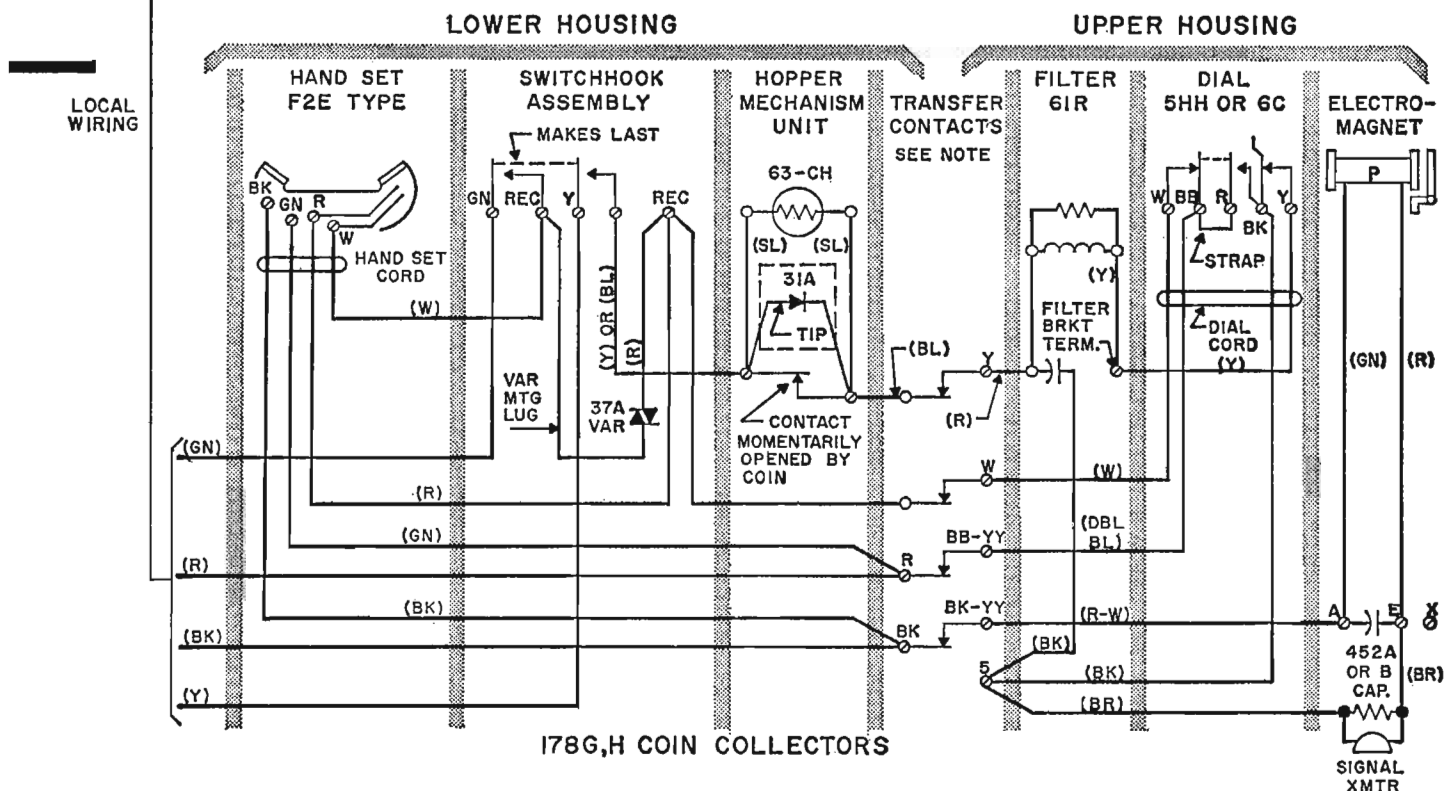 LOWER HOUSING
UPPER HOUSING
LOCAL
WIRING
HAND SET
F2E TYPE
SWITCHHOOK
ASSEMBLY
HOPPER
MECHANISM
UNIT
TRANSFER
CONTACTS
SEE NOTE
FILTER
61R
DIAL
5HH OR 6C
ELECTRO-
MAGNET
MAKES LAST
BK
GN
R
W
HAND SET
CORD
GN
REC
Y
REC
63-CH
(SL)
(SL)
31A
TIP
P
W
BB
R
BK
Y
STRAP
DIAL
CORD
(Y)
(Y)
FILTER
BRKT
TERM.
(W)
(Y) OR (BL)
(R)
VAR
MTG
LUG
37A
VAR
CONTACT
MOMENTARILY
OPENED BY
COIN
(BL)
Y
(R)
(GN)
(R)
(GN)
(R)
W
(W)
(GN)
BB-YY
(DBL
BL)
(R)
R
(BK)
BK-YY
(R-W)
A
E
X
(BK)
BK
(BK)
5
(BK)
452A
OR B
CAP.
(BR)
(Y)
(BR)
178G,H COIN COLLECTORS
SIGNAL
XMTR